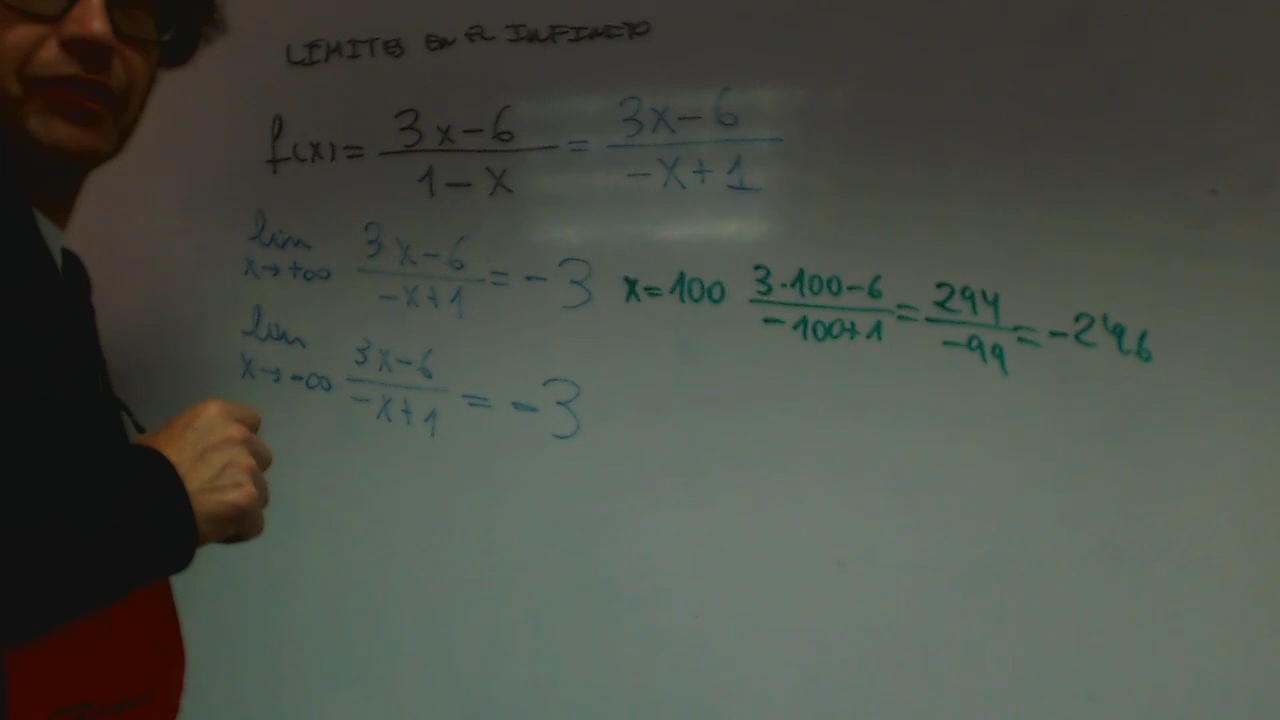 LIMITES EN EL INFINITO
f(x) = (3x-6)/(1-x) = (3x-6)/(-x+1)
lim x→+∞ (3x-6)/(-x+1) = -3 x=100 (3·100-6)/(-100+1) = 294/-99 = -2'96
lim x→-∞ (3x-6)/(-x+1) = -3